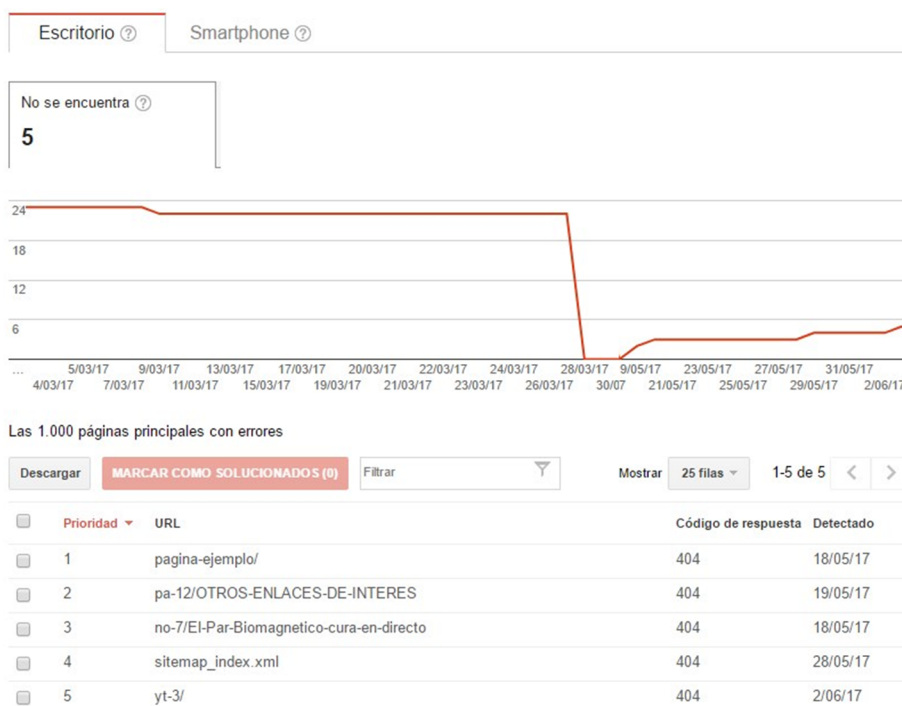 Escritorio Smartphone
No se encuentra
5
24
18
12
6
... 5/03/17 9/03/17 13/03/17 17/03/17 20/03/17 22/03/17 24/03/17 28/03/17 9/05/17 23/05/17 27/05/17 31/05/17
4/03/17 7/03/17 11/03/17 15/03/17 19/03/17 21/03/17 23/03/17 26/03/17 30/07 21/05/17 25/05/17 29/05/17 2/06/17
Las 1.000 páginas principales con errores
Descargar MARCAR COMO SOLUCIONADOS (0) Filtrar Mostrar 25 filas 1-5 de 5
Prioridad URL Código de respuesta Detectado
1 pagina-ejemplo/ 404 18/05/17
2 pa-12/OTROS-ENLACES-DE-INTERES 404 19/05/17
3 no-7/El-Par-Biomagnetico-cura-en-directo 404 18/05/17
4 sitemap_index.xml 404 28/05/17
5 yt-3/ 404 2/06/17